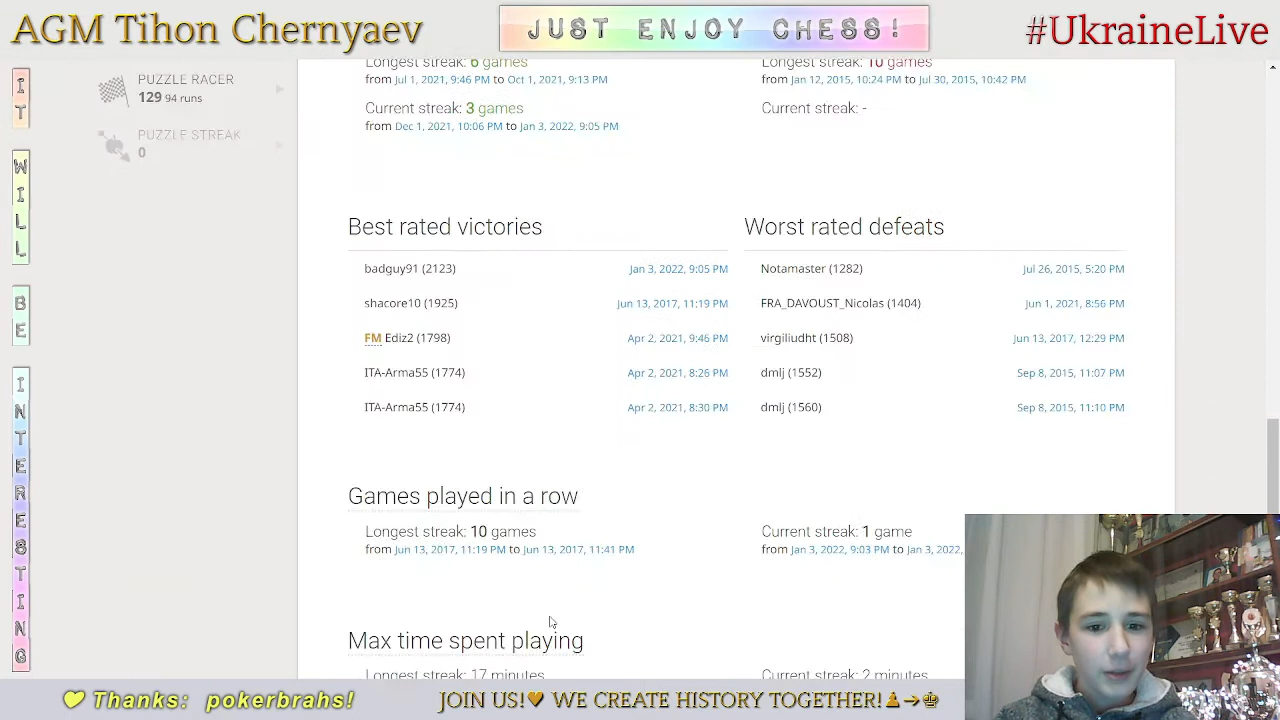 AGM Tihon Chernyaev
JUST ENJOY CHESS!
#UkraineLive
IT
WILL
BE
INTERESTING
PUZZLE RACER
129 94 runs
PUZZLE STREAK
0
Longest streak: 6 games
from Jul 1, 2021, 9:46 PM to Oct 1, 2021, 9:13 PM
Current streak: 3 games
from Dec 1, 2021, 10:06 PM to Jan 3, 2022, 9:05 PM
Longest streak: 10 games
from Jan 12, 2015, 10:24 PM to Jul 30, 2015, 10:42 PM
Current streak: -
Best rated victories
badguy91 (2123) Jan 3, 2022, 9:05 PM
shacore10 (1925) Jun 13, 2017, 11:19 PM
FM Ediz2 (1798) Apr 2, 2021, 9:46 PM
ITA-Arma55 (1774) Apr 2, 2021, 8:26 PM
ITA-Arma55 (1774) Apr 2, 2021, 8:30 PM
Worst rated defeats
Notamaster (1282) Jul 26, 2015, 5:20 PM
FRA_DAVOUST_Nicolas (1404) Jun 1, 2021, 8:56 PM
virgiliudht (1508) Jun 13, 2017, 12:29 PM
dmlj (1552) Sep 8, 2015, 11:07 PM
dmlj (1560) Sep 8, 2015, 11:10 PM
Games played in a row
Longest streak: 10 games
from Jun 13, 2017, 11:19 PM to Jun 13, 2017, 11:41 PM
Current streak: 1 game
from Jan 3, 2022, 9:03 PM to Jan 3, 2022,
Max time spent playing
Longest streak: 17 minutes
Current streak: 2 minutes
Thanks: pokerbrahs!
JOIN US!🧡 WE CREATE HISTORY TOGETHER!♟→♚